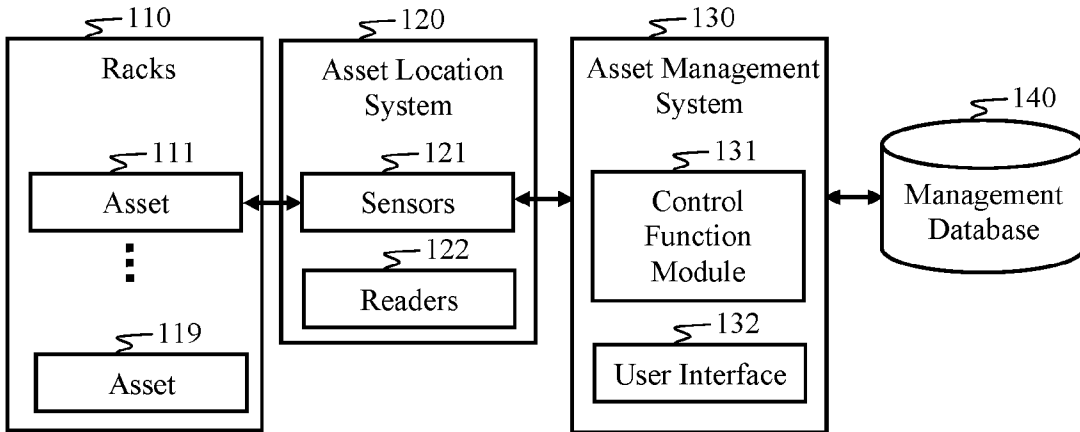 110
Racks
111
Asset
119
Asset
120
Asset Location
System
121
Sensors
122
Readers
130
Asset Management
System
131
Control
Function
Module
132
User Interface
140
Management
Database